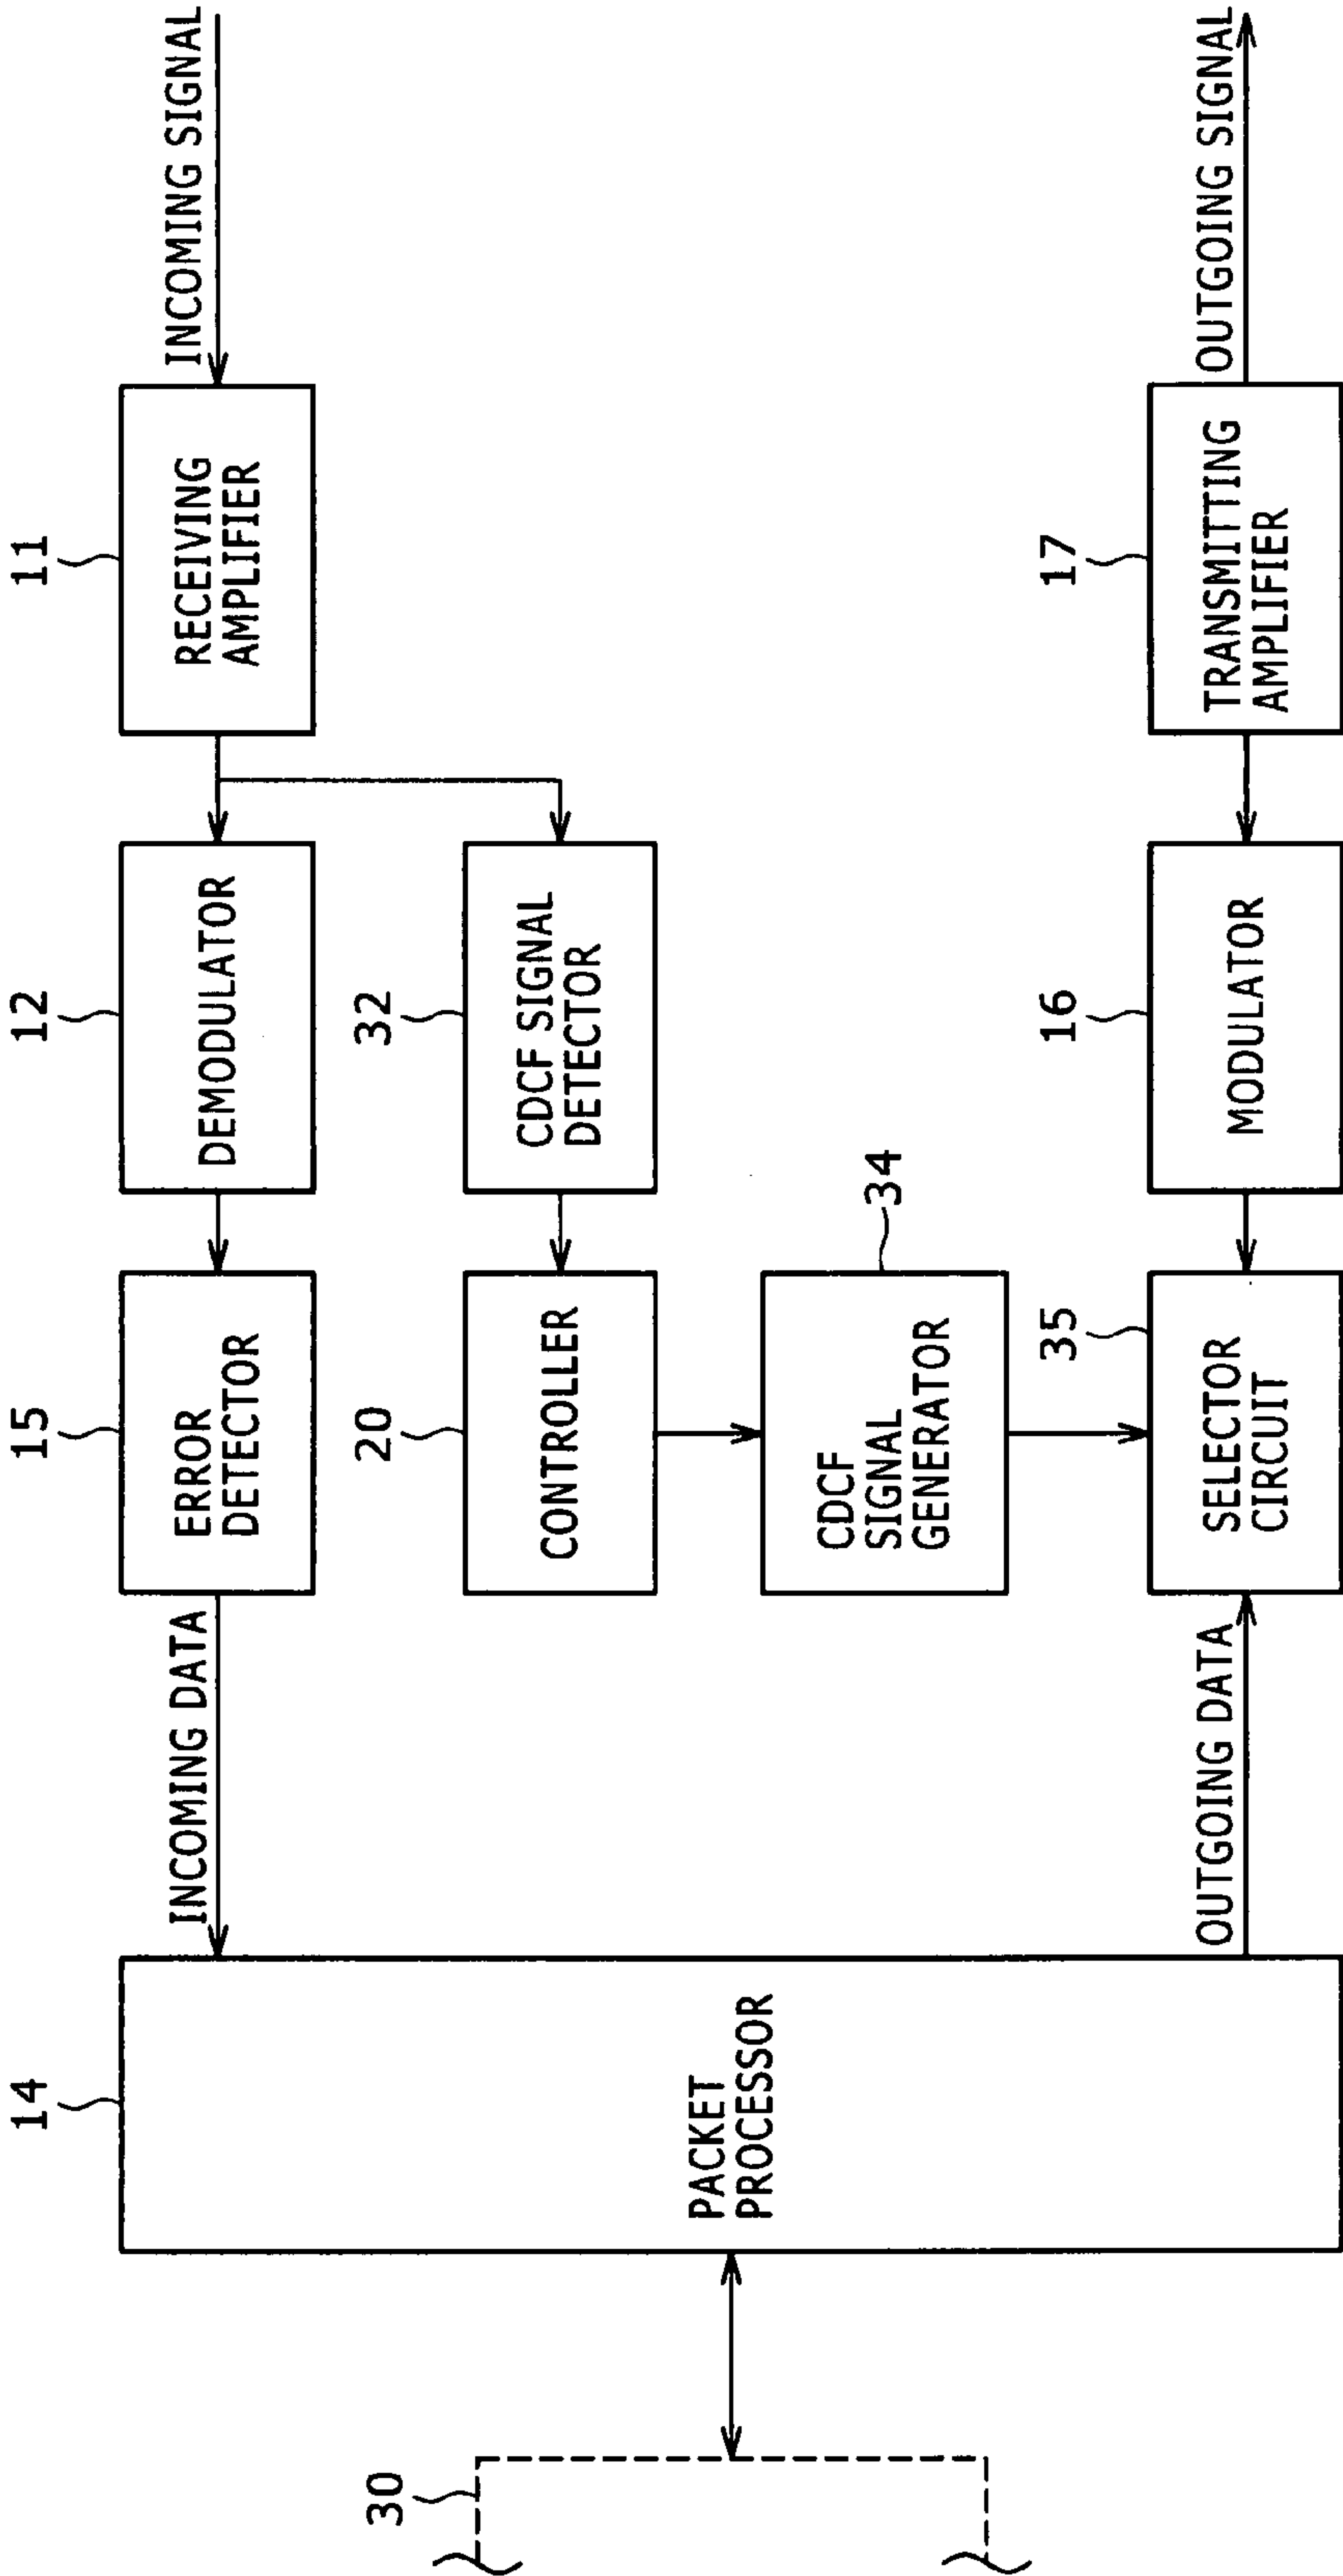 30
14
PACKET
PROCESSOR
INCOMING DATA
15
ERROR
DETECTOR
12
DEMODULATOR
11
RECEIVING
AMPLIFIER
INCOMING SIGNAL
20
CONTROLLER
32
CDCF SIGNAL
DETECTOR
CDCF
SIGNAL
GENERATOR
34
OUTGOING DATA
35
SELECTOR
CIRCUIT
16
MODULATOR
17
TRANSMITTING
AMPLIFIER
OUTGOING SIGNAL